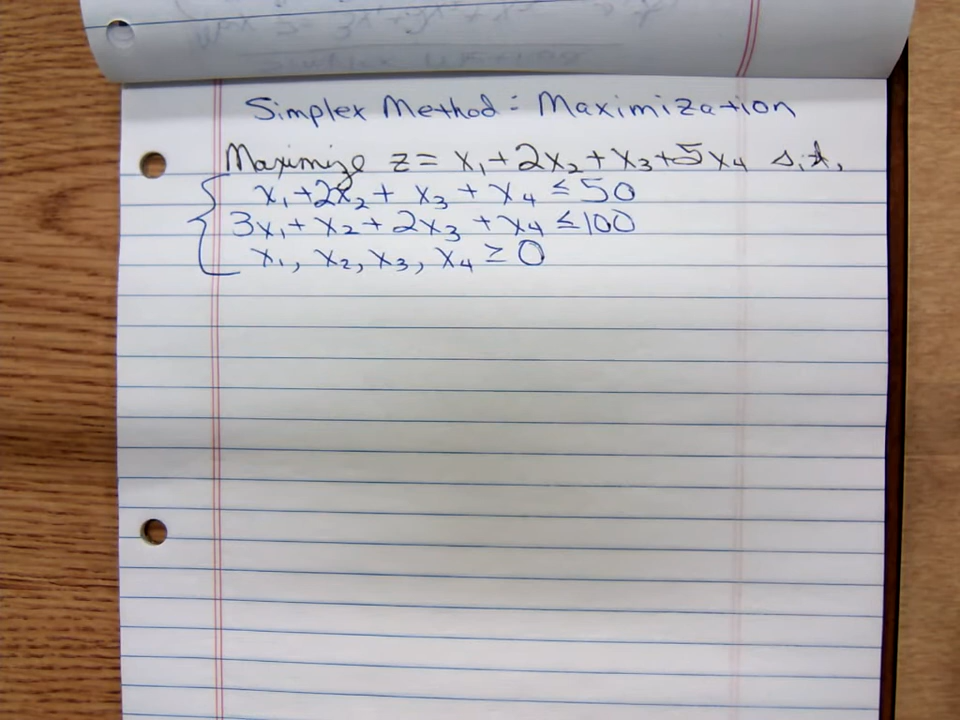 Simplex Method: Maximization
Maximize z = x₁+2x₂+x₃+5x₄ s.t.
x₁+2x₂+ x₃ + x₄ ≤ 50
3x₁+ x₂+2x₃ +x₄ ≤100
x₁, x₂, x₃, x₄ ≥ 0